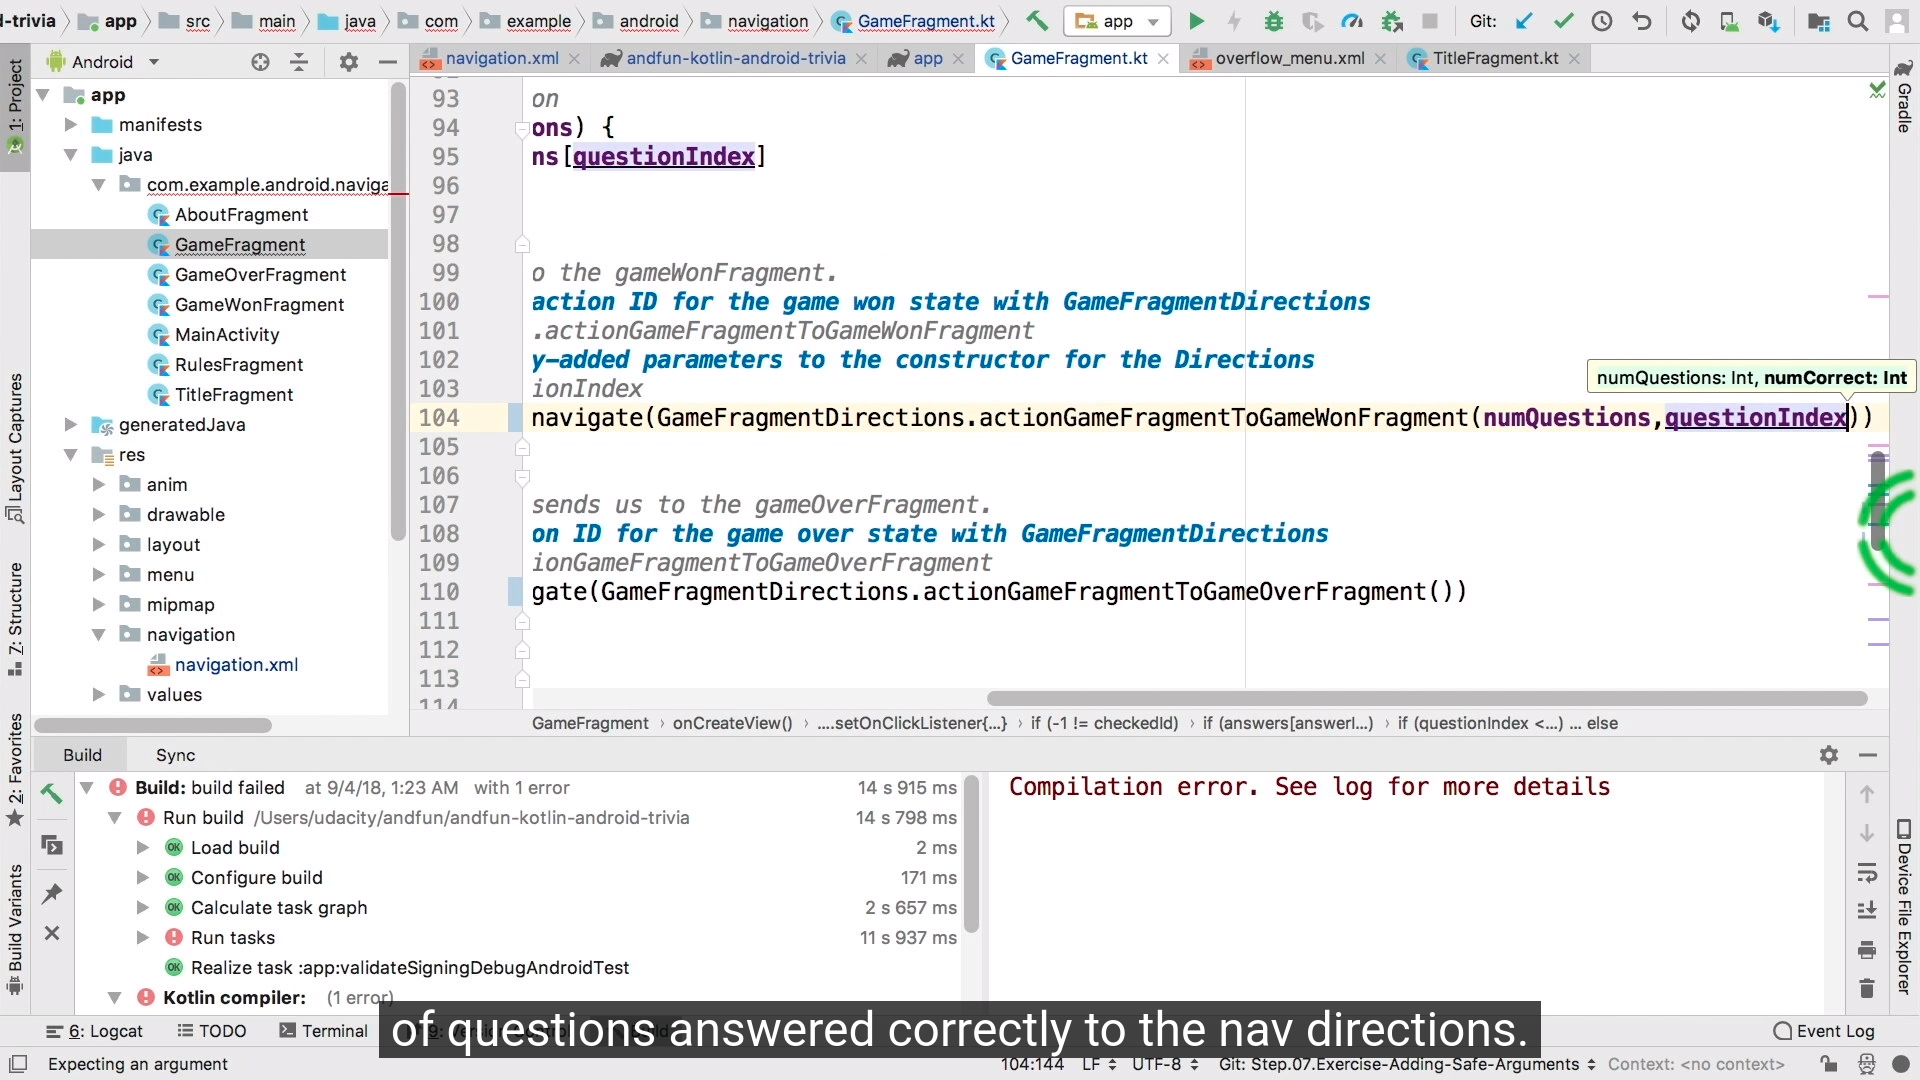 d-trivia app src main java com example android navigation GameFragment.kt app Git:
Android
navigation.xml andfun-kotlin-android-trivia app GameFragment.kt overflow_menu.xml TitleFragment.kt
1: Project
Layout Captures
Z: Structure
2: Favorites
Build Variants
Gradle
Device File Explorer
app
manifests
java
com.example.android.naviga
AboutFragment
GameFragment
GameOverFragment
GameWonFragment
MainActivity
RulesFragment
TitleFragment
generatedJava
res
anim
drawable
layout
menu
mipmap
navigation
navigation.xml
values
93 on
94 ons) {
95 ns[questionIndex]
96
97
98
99 o the gameWonFragment.
100 action ID for the game won state with GameFragmentDirections
101 .actionGameFragmentToGameWonFragment
102 y-added parameters to the constructor for the Directions
numQuestions: Int, numCorrect: Int
103 ionIndex
104 navigate(GameFragmentDirections.actionGameFragmentToGameWonFragment(numQuestions,questionIndex))
105
106
107 sends us to the gameOverFragment.
108 on ID for the game over state with GameFragmentDirections
109 ionGameFragmentToGameOverFragment
110 gate(GameFragmentDirections.actionGameFragmentToGameOverFragment())
111
112
113
114
GameFragment › onCreateView() › ....setOnClickListener{...} › if (-1 != checkedId) › if (answers[answerI...) › if (questionIndex <...) ... else
Build Sync
Build: build failed at 9/4/18, 1:23 AM with 1 error 14 s 915 ms
Run build /Users/udacity/andfun/andfun-kotlin-android-trivia 14 s 798 ms
Load build 2 ms
Configure build 171 ms
Calculate task graph 2 s 657 ms
Run tasks 11 s 937 ms
Realize task :app:validateSigningDebugAndroidTest
Kotlin compiler: (1 error)
Compilation error. See log for more details
6: Logcat TODO Terminal Event Log
of questions answered correctly to the nav directions.
Expecting an argument 104:144 LF UTF-8 Git: Step.07.Exercise-Adding-Safe-Arguments Context: <no context>